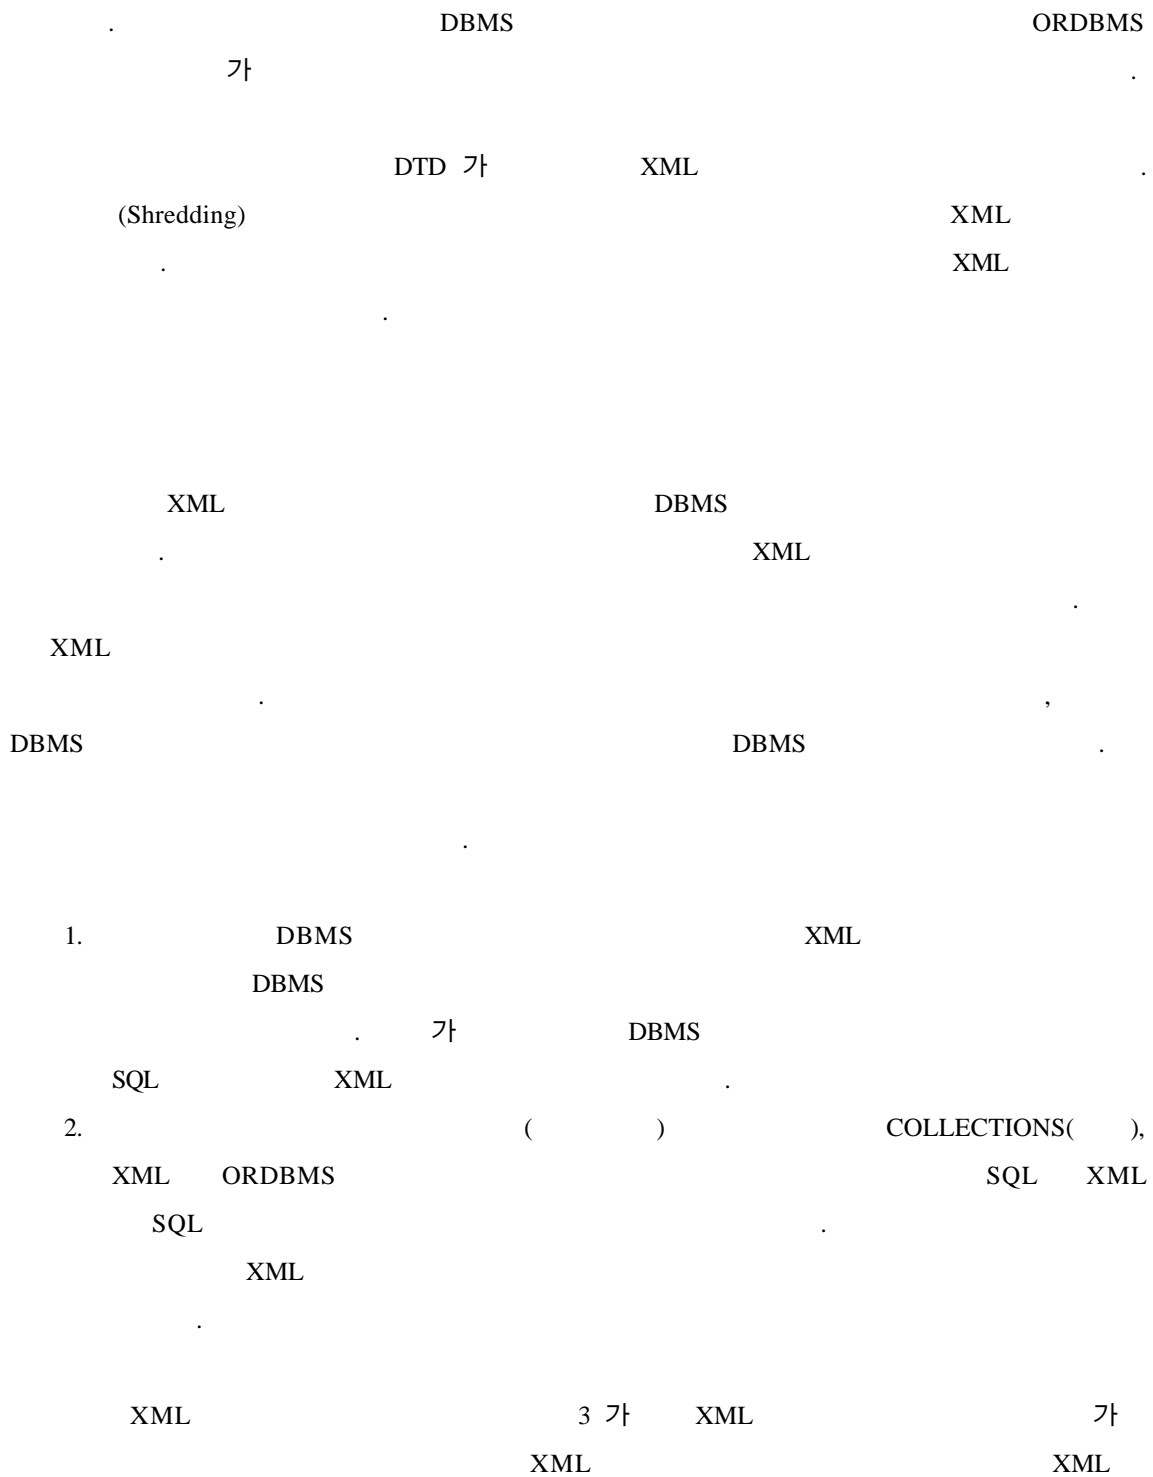 . DBMS ORDBMS
가 .
DTD 가 XML .
(Shredding) XML
. XML
.
XML DBMS
. XML
.
XML
. ,
DBMS DBMS .
.
1. DBMS XML
DBMS
. 가 DBMS
SQL XML .
2. ( ) COLLECTIONS( ),
XML ORDBMS SQL XML
SQL .
XML
.
XML 3 가 XML 가
XML XML